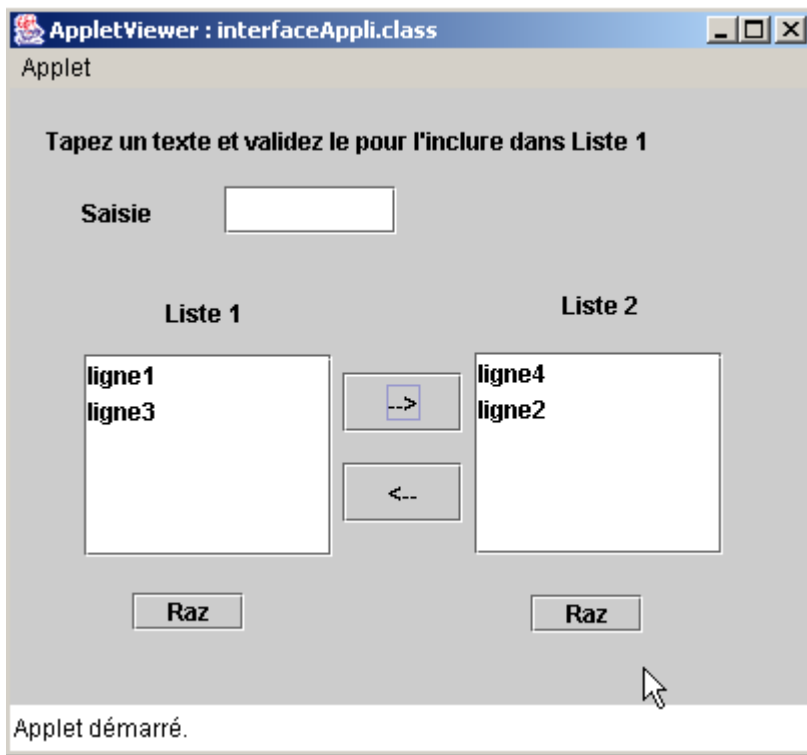 AppletViewer : interfaceAppli.class
Applet
Tapez un texte et validez le pour l'inclure dans Liste 1
Saisie
Liste 1
Liste 2
ligne1
ligne3
-->
<--
ligne4
ligne2
Raz
Raz
Applet démarré.